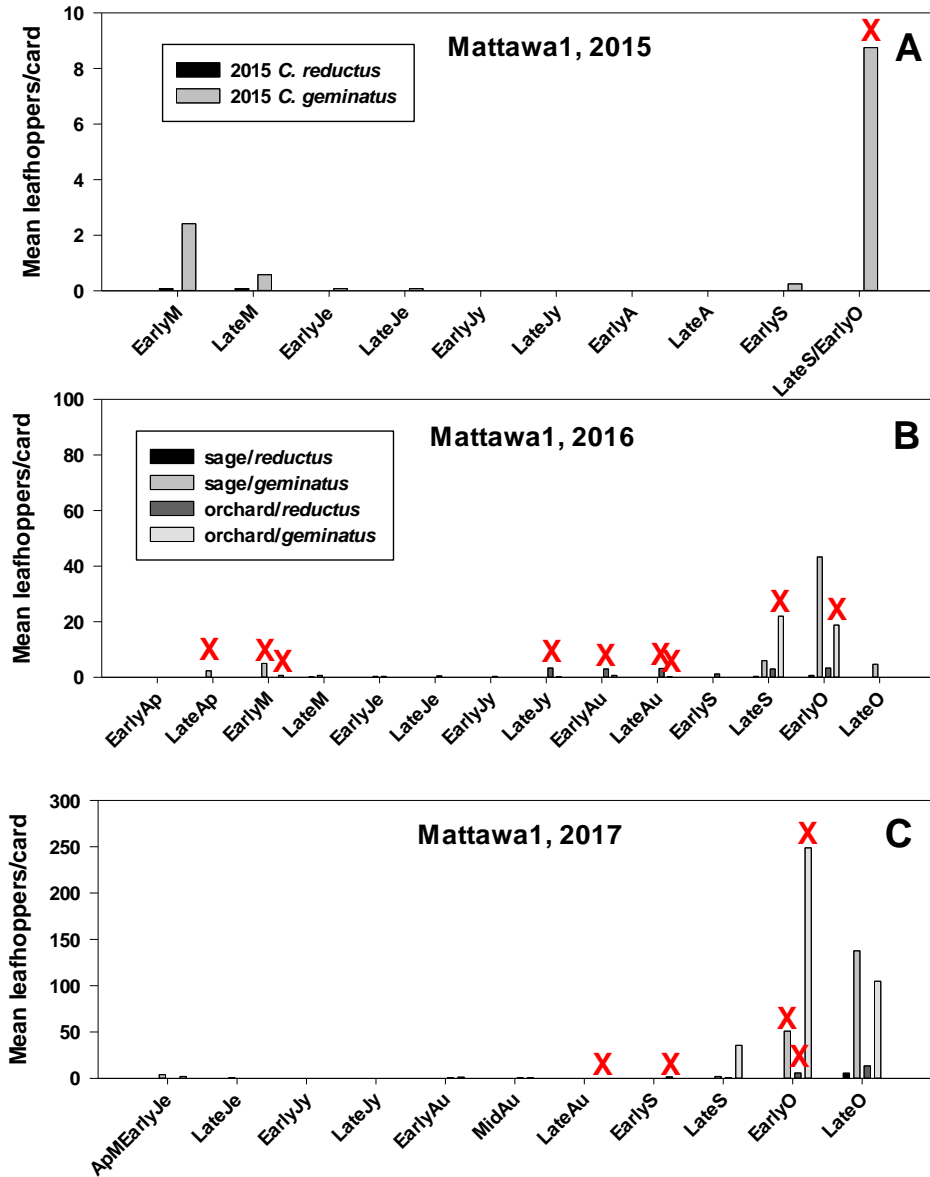 Mattawa1, 2015
A
2015 C. reductus
2015 C. geminatus
Mean leafhoppers/card
10
8
6
4
2
0
X
EarlyM
LateM
EarlyJe
LateJe
EarlyJy
LateJy
EarlyA
LateA
EarlyS
LateS/EarlyO
Mattawa1, 2016
B
sage/reductus
sage/geminatus
orchard/reductus
orchard/geminatus
Mean leafhoppers/card
100
80
60
40
20
0
X X X X X X X X X
EarlyAp
LateAp
EarlyM
LateM
EarlyJe
LateJe
EarlyJy
LateJy
EarlyAu
LateAu
EarlyS
LateS
EarlyO
LateO
Mattawa1, 2017
C
Mean leafhoppers/card
300
250
200
150
100
50
0
X X X X X
ApMEarlyJe
LateJe
EarlyJy
LateJy
EarlyAu
MidAu
LateAu
EarlyS
LateS
EarlyO
LateO